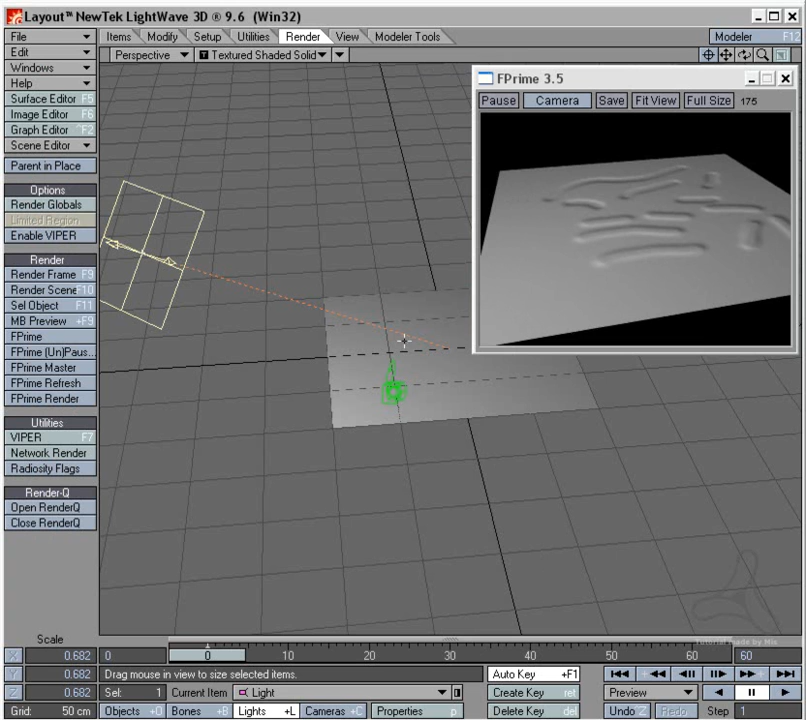 Layout™ NewTek LightWave 3D ® 9.6 (Win32)
File Items Modify Setup Utilities Render View Modeler Tools Modeler F12
Edit Perspective T Textured Shaded Solid
Windows
Help
Surface Editor F5
Image Editor F6
Graph Editor ^F2
Scene Editor
Parent in Place
Options
Render Globals
Limited Region
Enable VIPER
Render
Render Frame F9
Render Scene F10
Sel Object F11
MB Preview +F9
FPrime
FPrime (Un)Paus...
FPrime Master
FPrime Refresh
FPrime Render
Utilities
VIPER F7
Network Render
Radiosity Flags
Render-Q
Open RenderQ
Close RenderQ
FPrime 3.5
Pause Camera Save Fit View Full Size 175
Tutorial made by Mix
Scale
X 0.682 0 0 10 20 30 40 50 60 60
Y 0.682 Drag mouse in view to size selected items. Auto Key +F1
Z 0.682 Sel: 1 Current Item Light Create Key ret Preview
Grid: 50 cm Objects +O Bones +B Lights +L Cameras +C Properties p Delete Key del Undo Z Redo Step 1